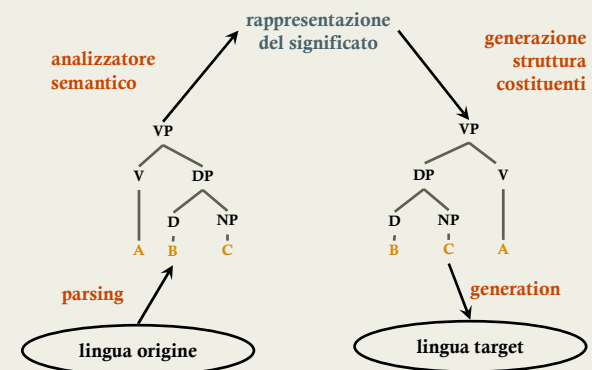 rappresentazione
del significato
analizzatore
semantico
generazione
struttura
costituenti
VP
V DP
D NP
A B C
VP
DP V
D NP
B C A
parsing
generation
lingua origine
lingua target